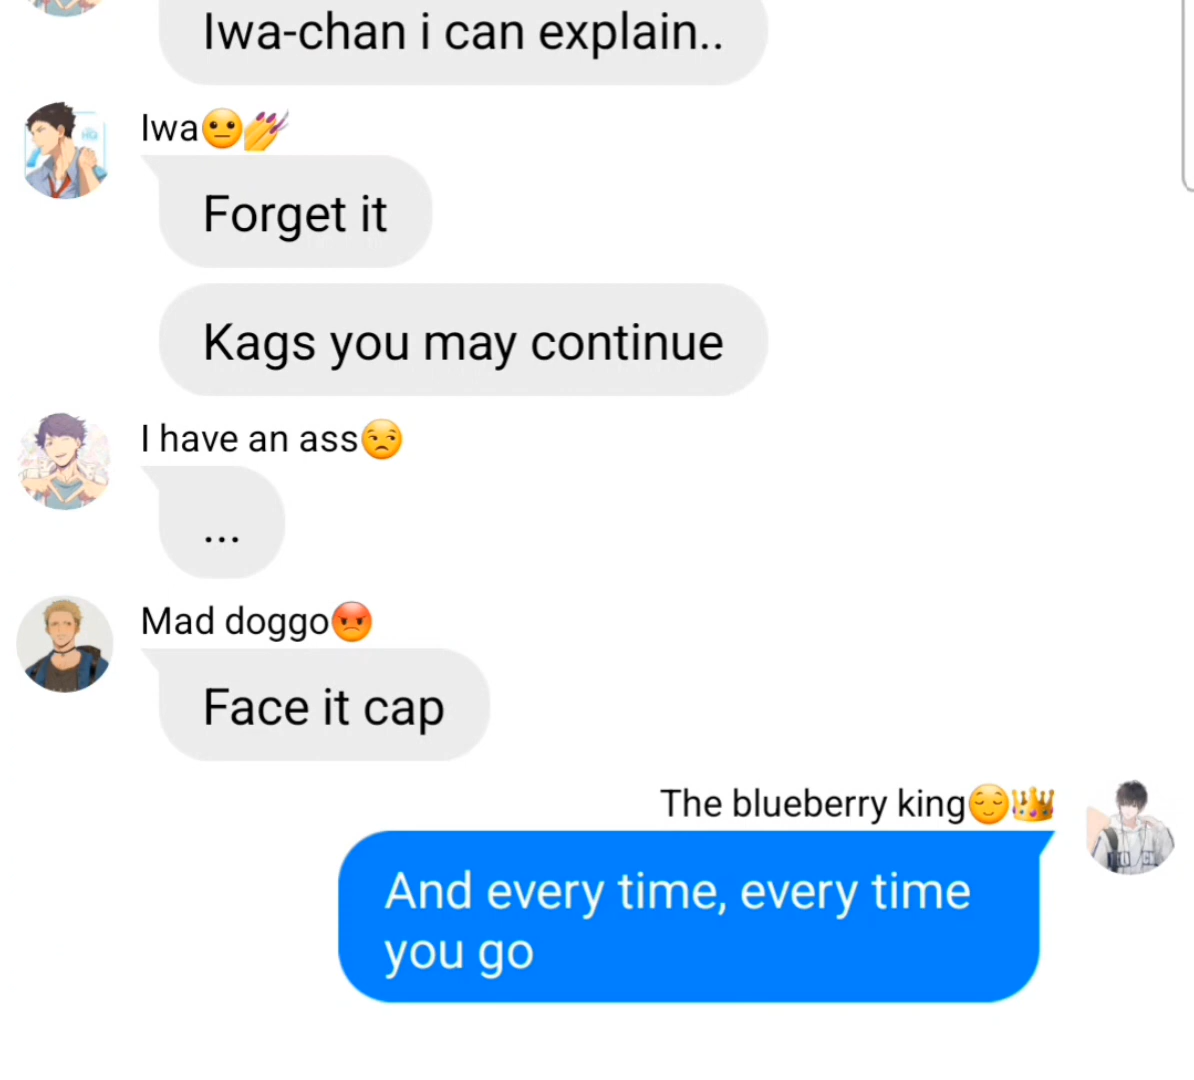 Iwa-chan i can explain..
Iwa😐💅
Forget it
Kags you may continue
I have an ass😒
...
Mad doggo😡
Face it cap
The blueberry king😌👑
And every time, every time
you go